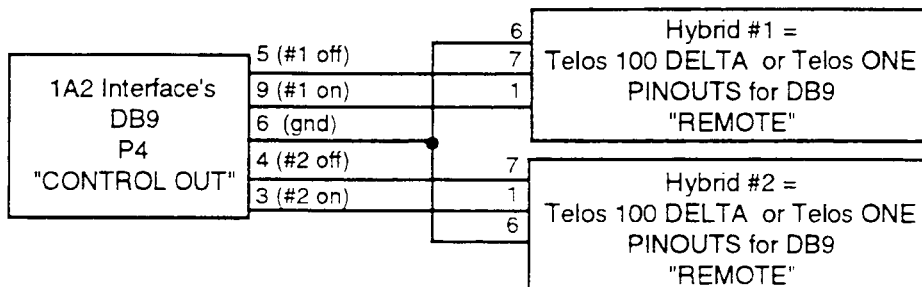 1A2 Interface's
DB9
P4
"CONTROL OUT"
5 (#1 off)
9 (#1 on)
6 (gnd)
4 (#2 off)
3 (#2 on)
6
7
1
Hybrid #1 =
Telos 100 DELTA or Telos ONE
PINOUTS for DB9
"REMOTE"
7
1
6
Hybrid #2 =
Telos 100 DELTA or Telos ONE
PINOUTS for DB9
"REMOTE"